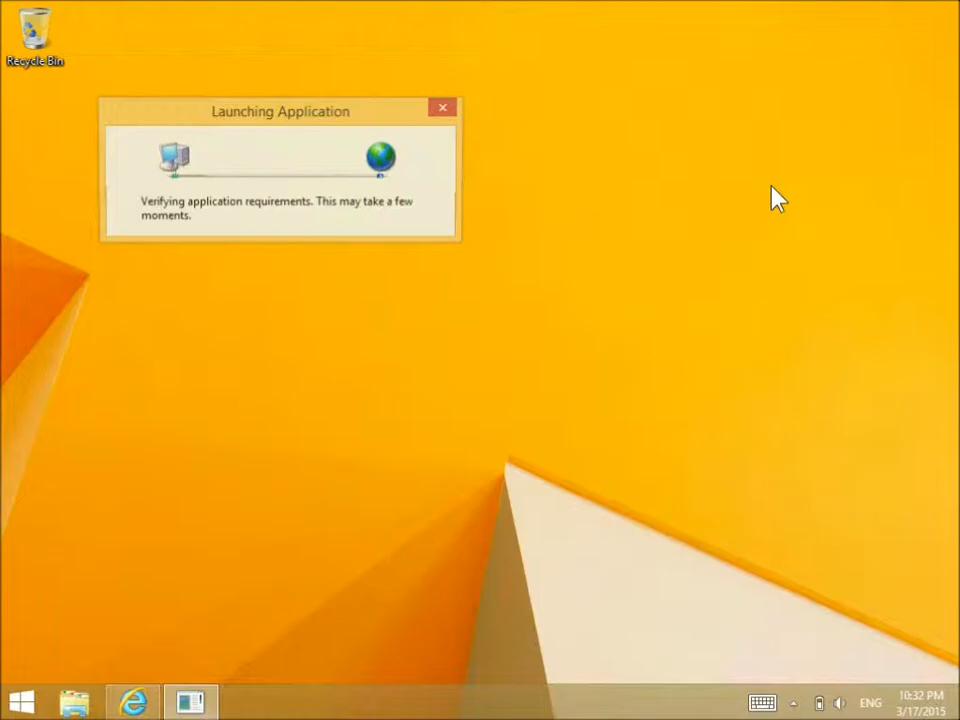 Recycle Bin
Launching Application
Verifying application requirements. This may take a few
moments.
ENG
10:32 PM
3/17/2015